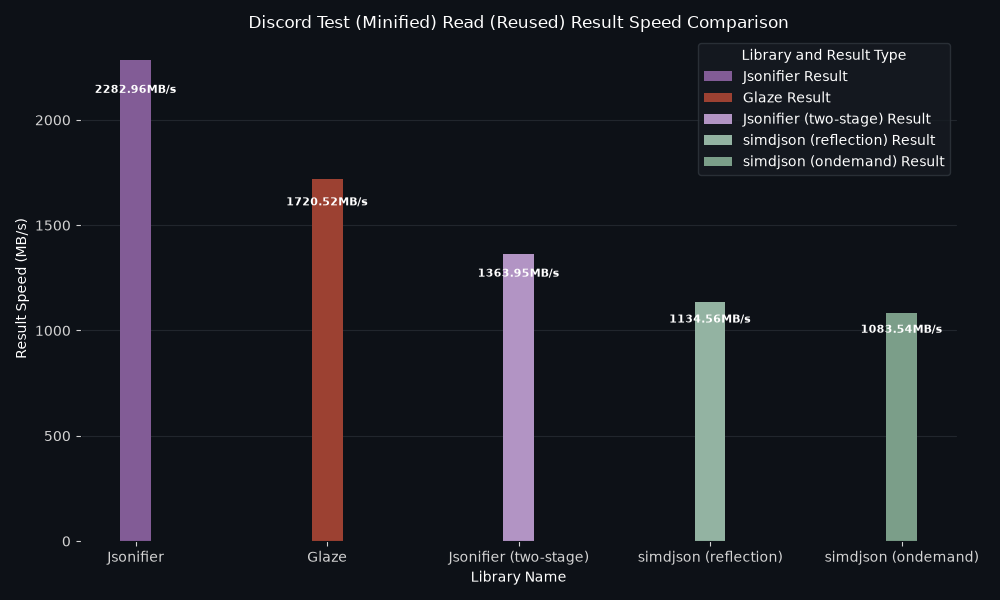 Discord Test (Minified) Read (Reused) Result Speed Comparison
Library and Result Type
Jsonifier Result
Glaze Result
Jsonifier (two-stage) Result
simdjson (reflection) Result
simdjson (ondemand) Result
2282.96MB/s
1720.52MB/s
1363.95MB/s
1134.56MB/s
1083.54MB/s
Result Speed (MB/s)
2000
1500
1000
500
0
Jsonifier Glaze Jsonifier (two-stage) simdjson (reflection) simdjson (ondemand)
Library Name